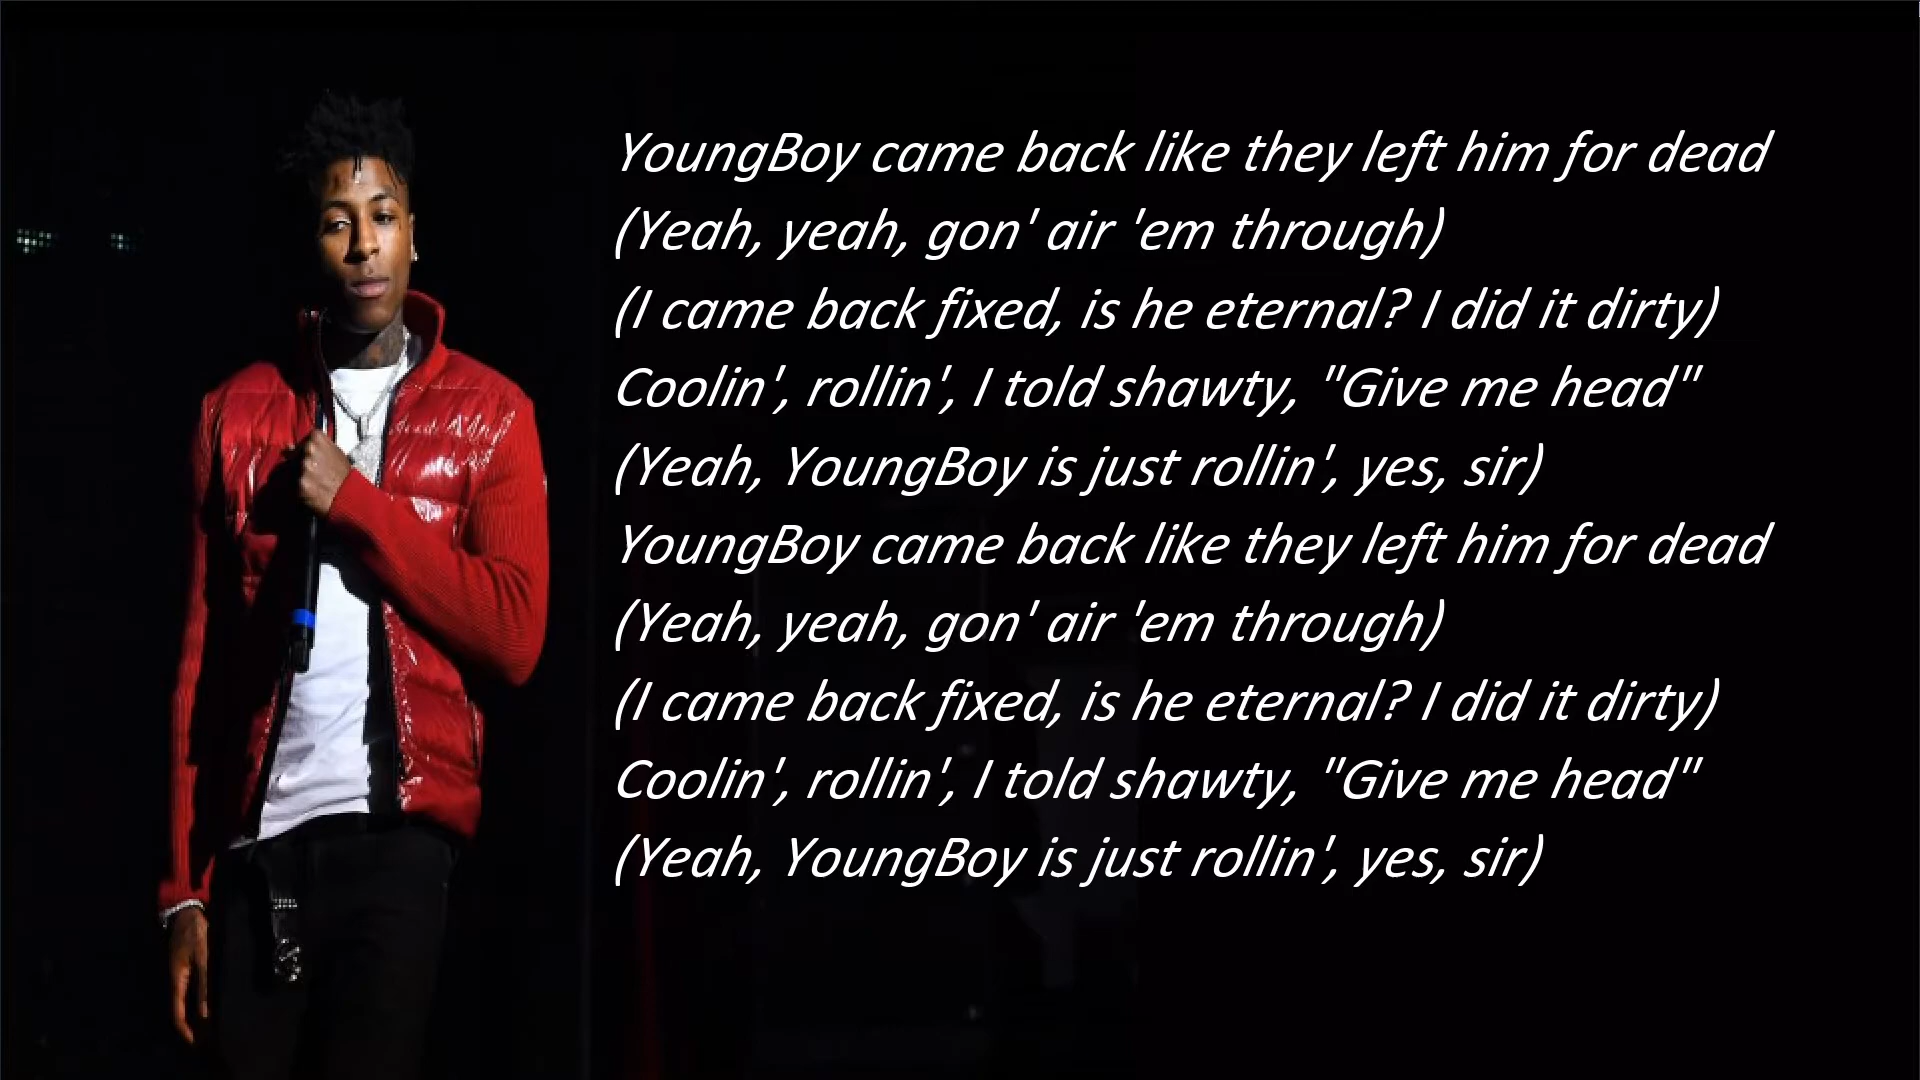 YoungBoy came back like they left him for dead
(Yeah, yeah, gon' air 'em through)
(I came back fixed, is he eternal? I did it dirty)
Coolin', rollin', I told shawty, "Give me head"
(Yeah, YoungBoy is just rollin', yes, sir)
YoungBoy came back like they left him for dead
(Yeah, yeah, gon' air 'em through)
(I came back fixed, is he eternal? I did it dirty)
Coolin', rollin', I told shawty, "Give me head"
(Yeah, YoungBoy is just rollin', yes, sir)